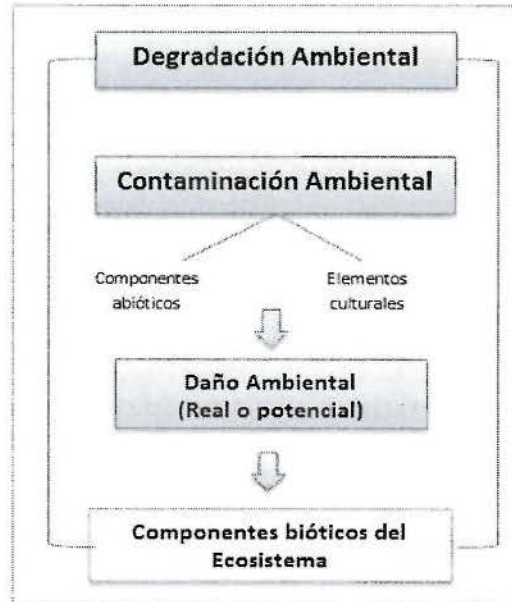 Degradación Ambiental
Contaminación Ambiental
Componentes
abióticos
Elementos
culturales
Daño Ambiental
(Real o potencial)
Componentes bióticos del
Ecosistema